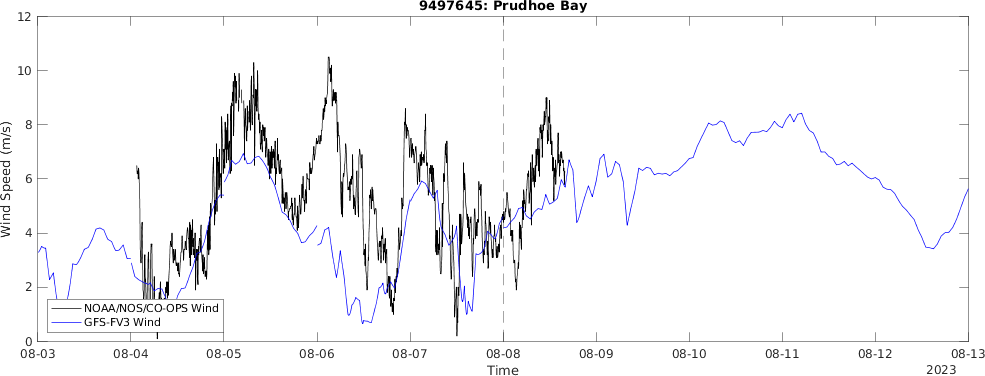 9497645: Prudhoe Bay
Wind Speed (m/s)
12
10
8
6
4
2
0
NOAA/NOS/CO-OPS Wind
GFS-FV3 Wind
08-03 08-04 08-05 08-06 08-07 08-08 08-09 08-10 08-11 08-12 08-13
Time
2023